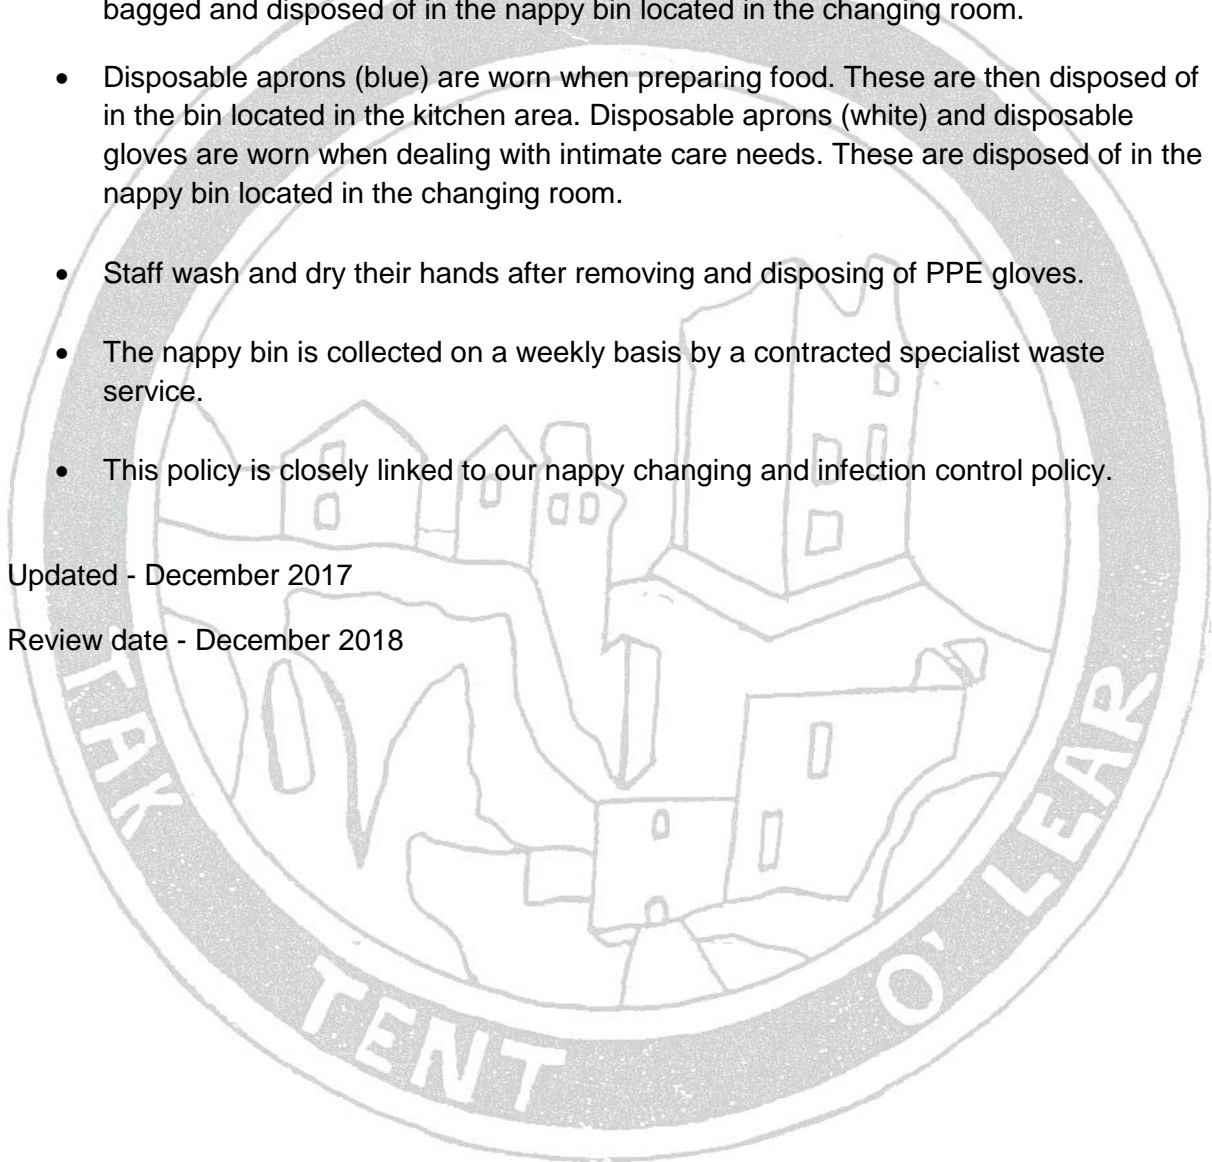 bagged and disposed of in the nappy bin located in the changing room.
• Disposable aprons (blue) are worn when preparing food. These are then disposed of
in the bin located in the kitchen area. Disposable aprons (white) and disposable
gloves are worn when dealing with intimate care needs. These are disposed of in the
nappy bin located in the changing room.
• Staff wash and dry their hands after removing and disposing of PPE gloves.
• The nappy bin is collected on a weekly basis by a contracted specialist waste
service.
• This policy is closely linked to our nappy changing and infection control policy.
Updated - December 2017
Review date - December 2018
TAK TENT O' LEAR